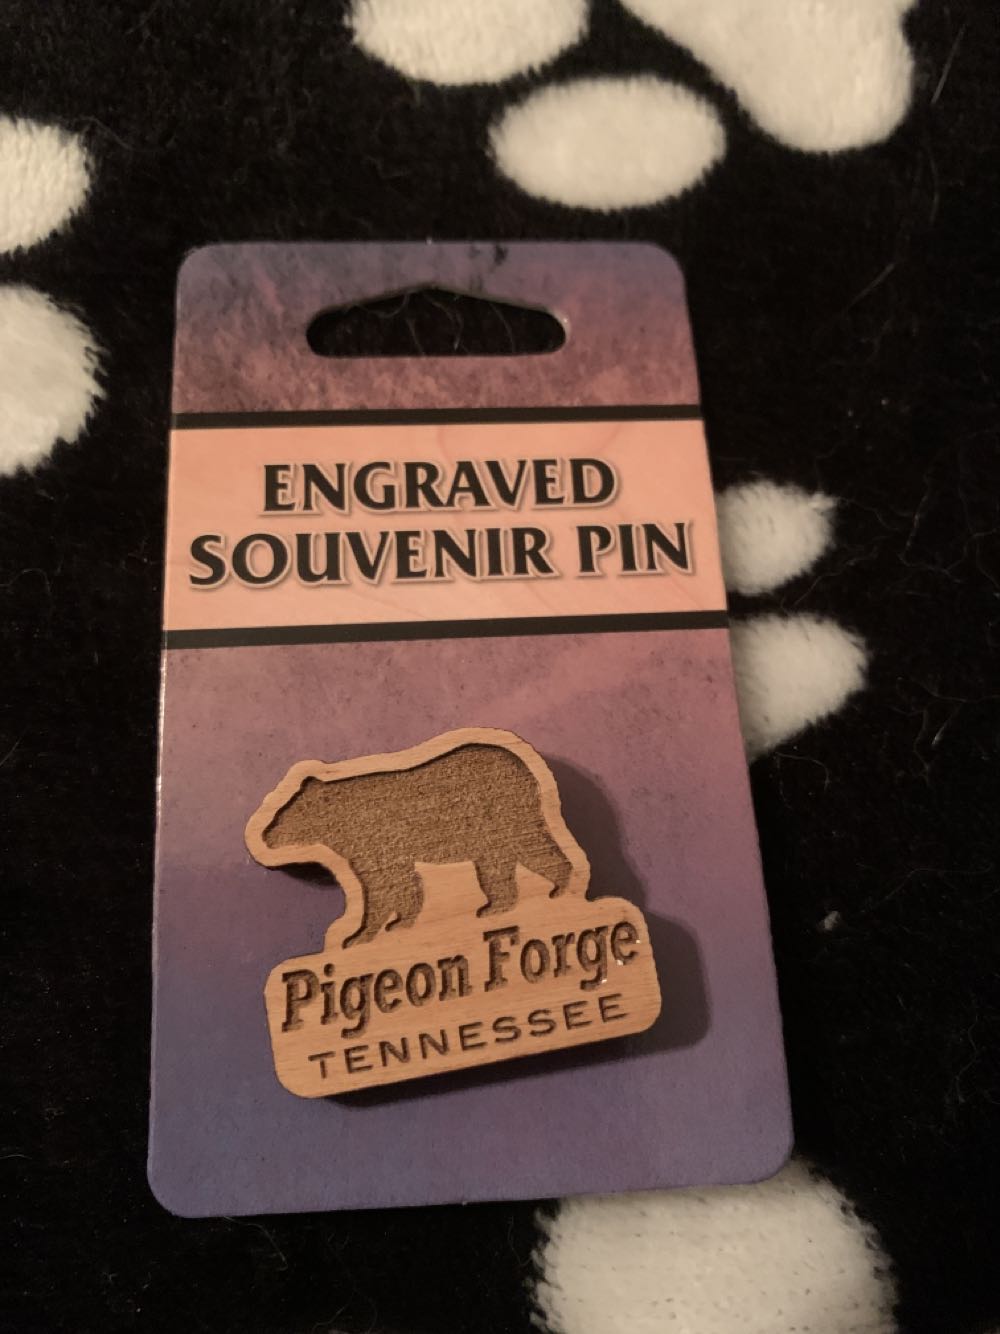 ENGRAVED
SOUVENIR PIN
Pigeon Forge
TENNESSEE